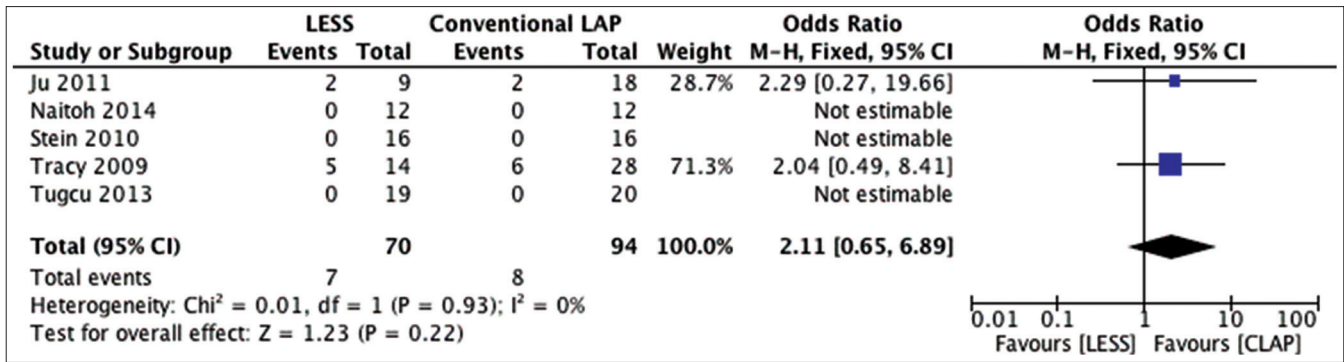 LESS Conventional LAP Odds Ratio Odds Ratio
Study or Subgroup Events Total Events Total Weight M-H, Fixed, 95% CI M-H, Fixed, 95% CI
Ju 2011 2 9 2 18 28.7% 2.29 [0.27, 19.66]
Naitoh 2014 0 12 0 12 Not estimable
Stein 2010 0 16 0 16 Not estimable
Tracy 2009 5 14 6 28 71.3% 2.04 [0.49, 8.41]
Tugcu 2013 0 19 0 20 Not estimable
Total (95% CI) 70 94 100.0% 2.11 [0.65, 6.89]
Total events 7 8
Heterogeneity: Chi² = 0.01, df = 1 (P = 0.93); I² = 0%
Test for overall effect: Z = 1.23 (P = 0.22)
0.01 0.1 1 10 100
Favours [LESS] Favours [CLAP]